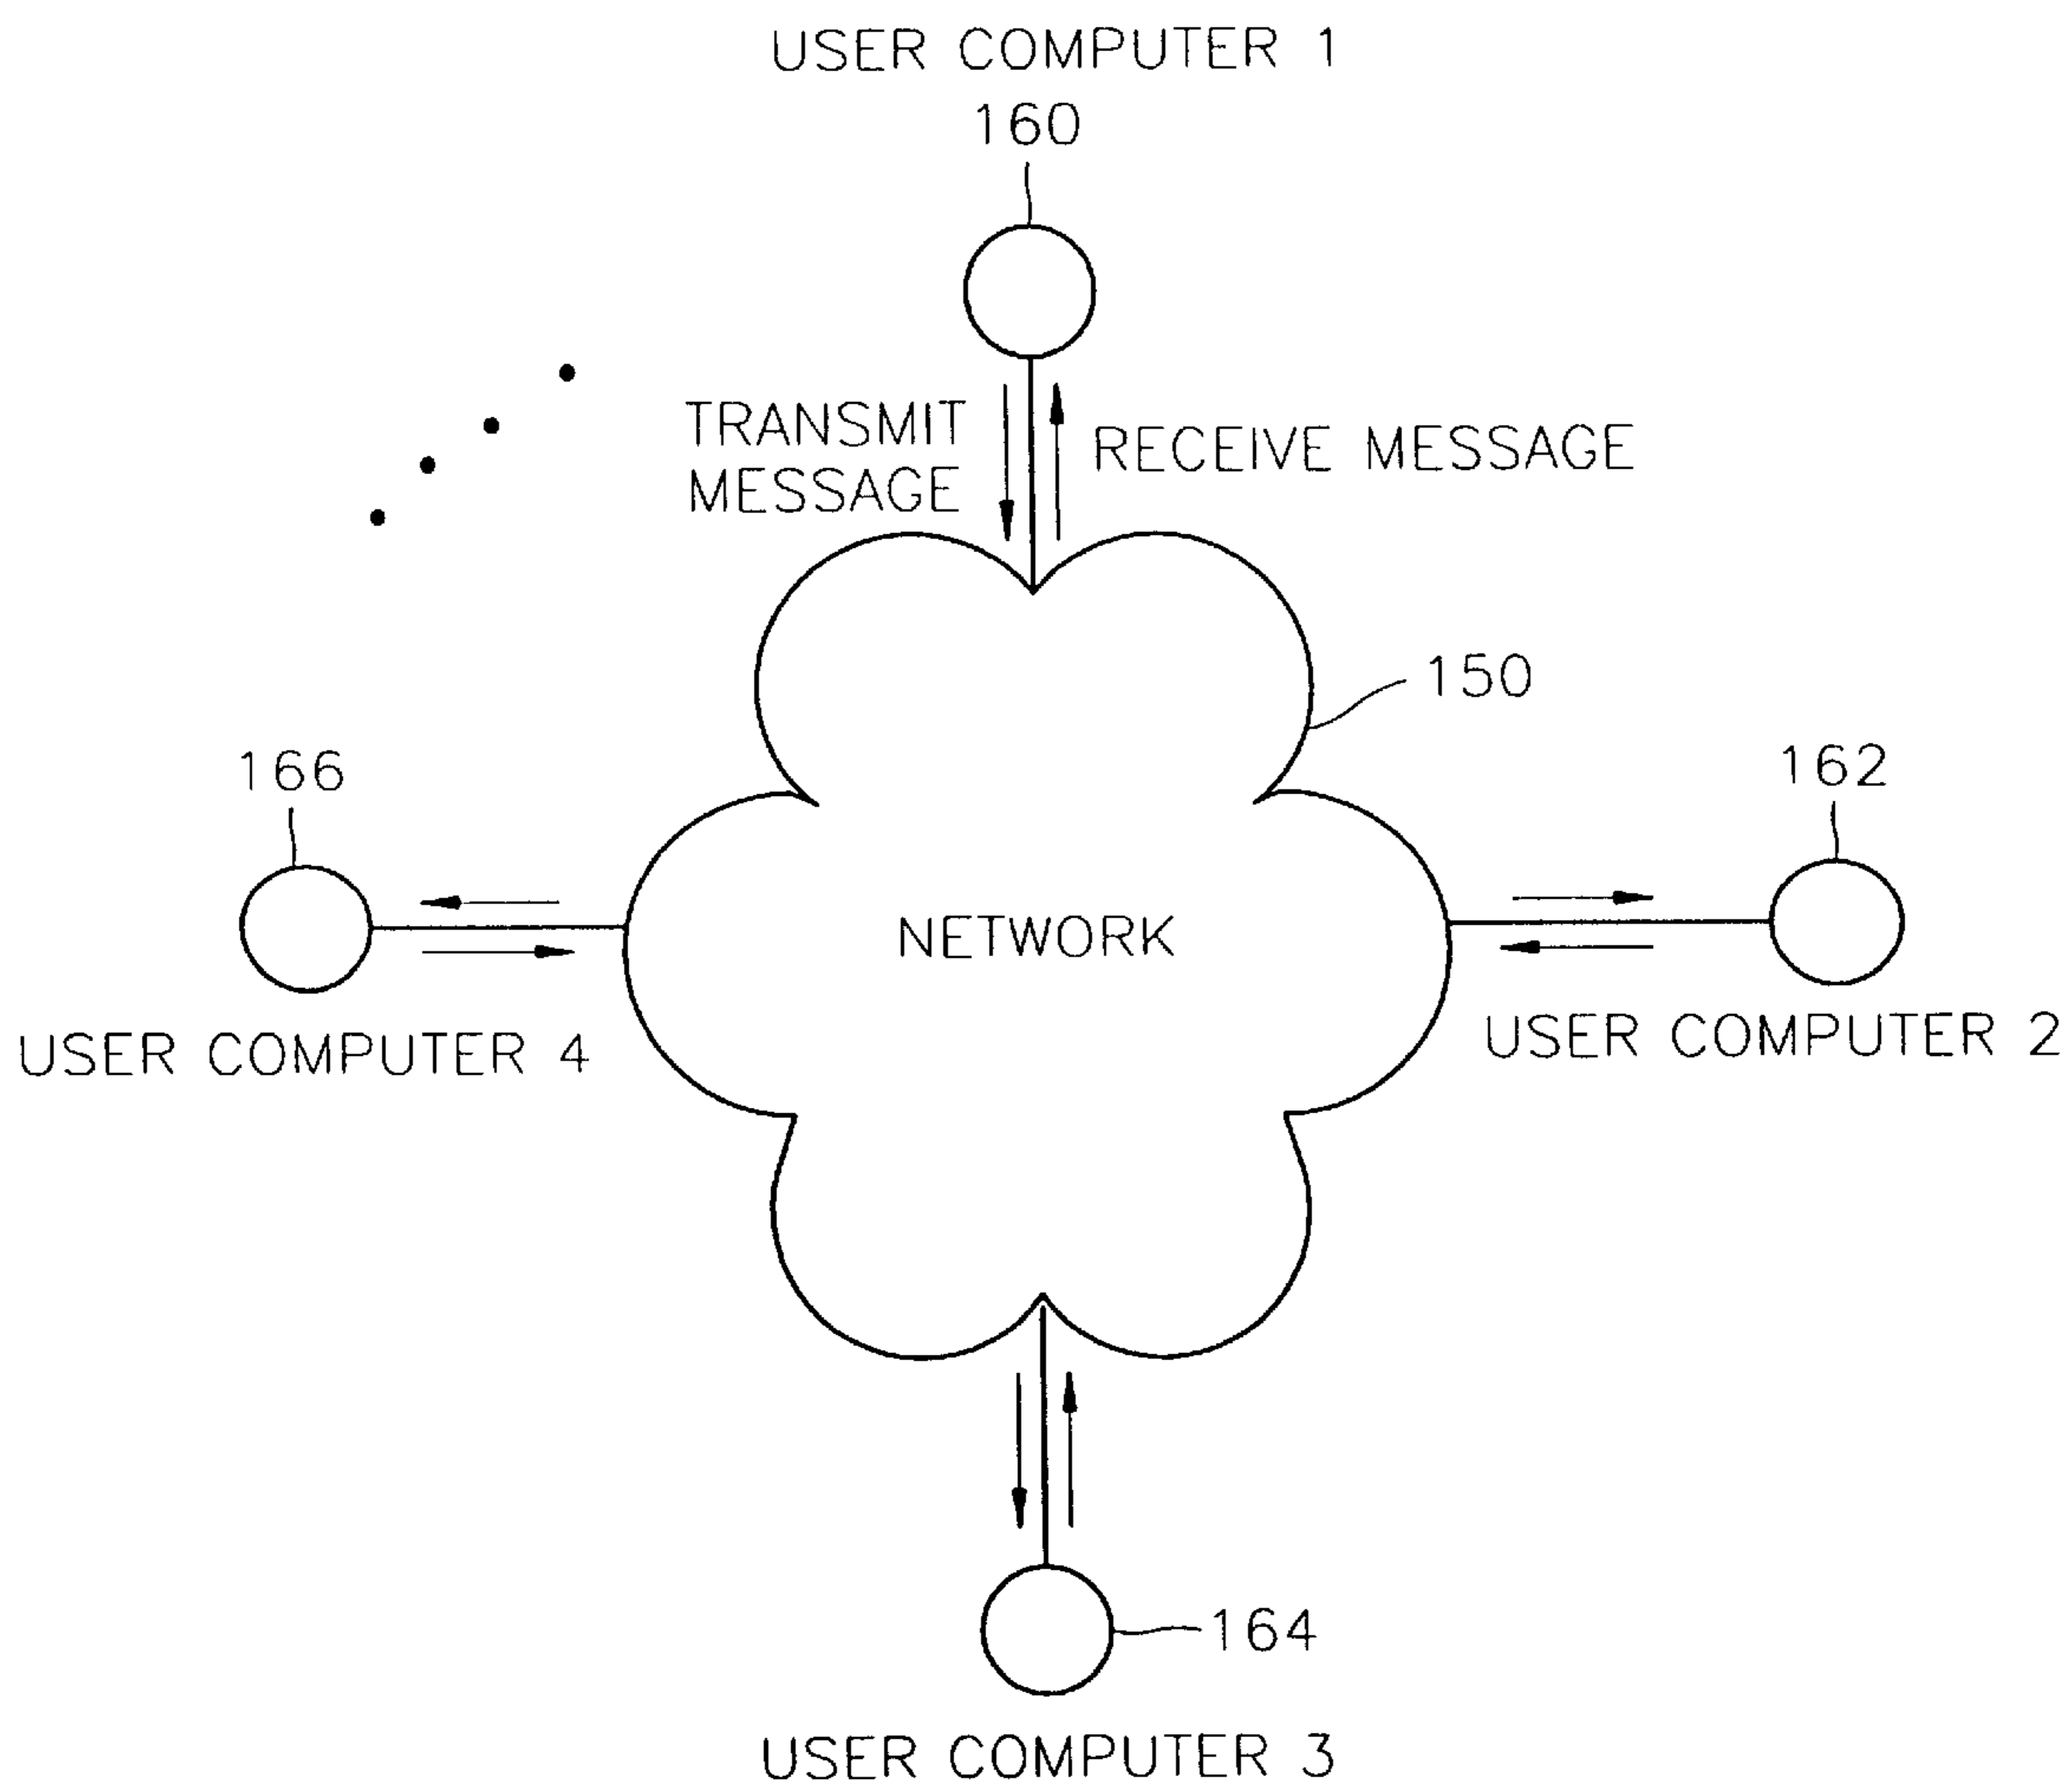 USER COMPUTER 1
160
TRANSMIT
MESSAGE
RECEIVE MESSAGE
150
166
162
NETWORK
USER COMPUTER 4
USER COMPUTER 2
164
USER COMPUTER 3